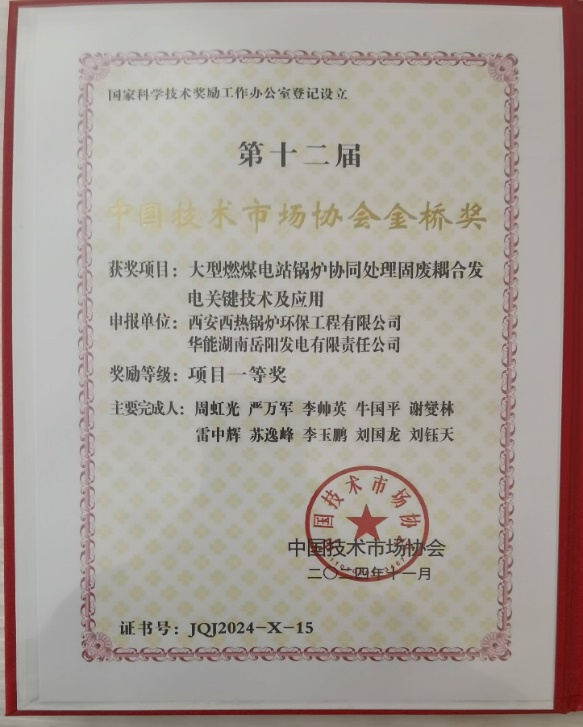 国家科学技术奖励工作办公室登记设立
第十二届
中国技术市场协会金桥奖
获奖项目：大型燃煤电站锅炉协同处理固废耦合发
电关键技术及应用
申报单位：西安西热锅炉环保工程有限公司
华能湖南岳阳发电有限责任公司
奖励等级：项目一等奖
主要完成人：周虹光 严万军 李帅英 牛国平 谢燮林
雷中辉 苏逸峰 李玉鹏 刘国龙 刘钰天
中国技术市场协
中国技术市场协会
二〇二四年十一月
证书号：JQJ2024-X-15